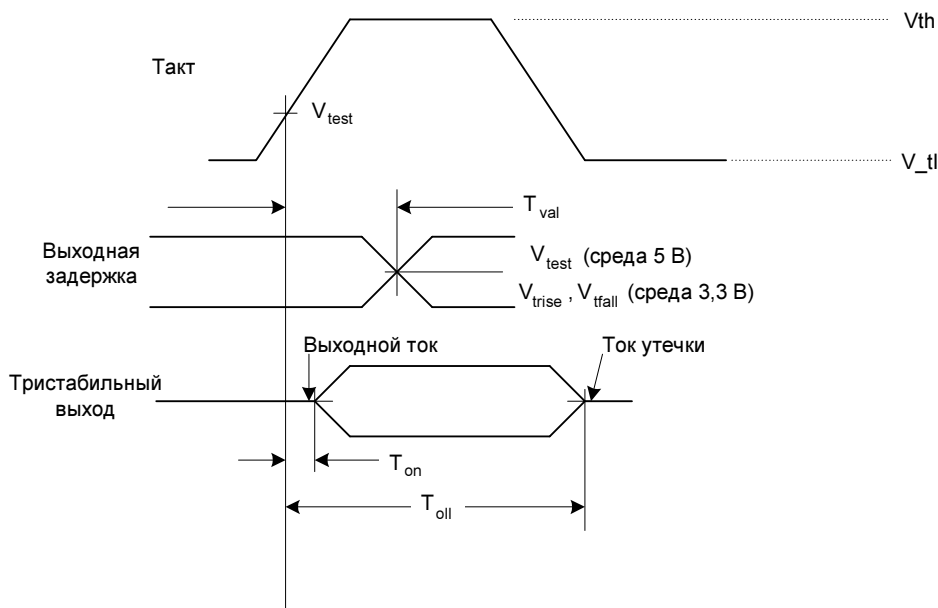 Vth
Такт
V_test
V_tl
T_val
Выходная
задержка
V_test (среда 5 В)
V_trise , V_tfall (среда 3,3 В)
Выходной ток
Ток утечки
Тристабильный
выход
T_on
T_oll